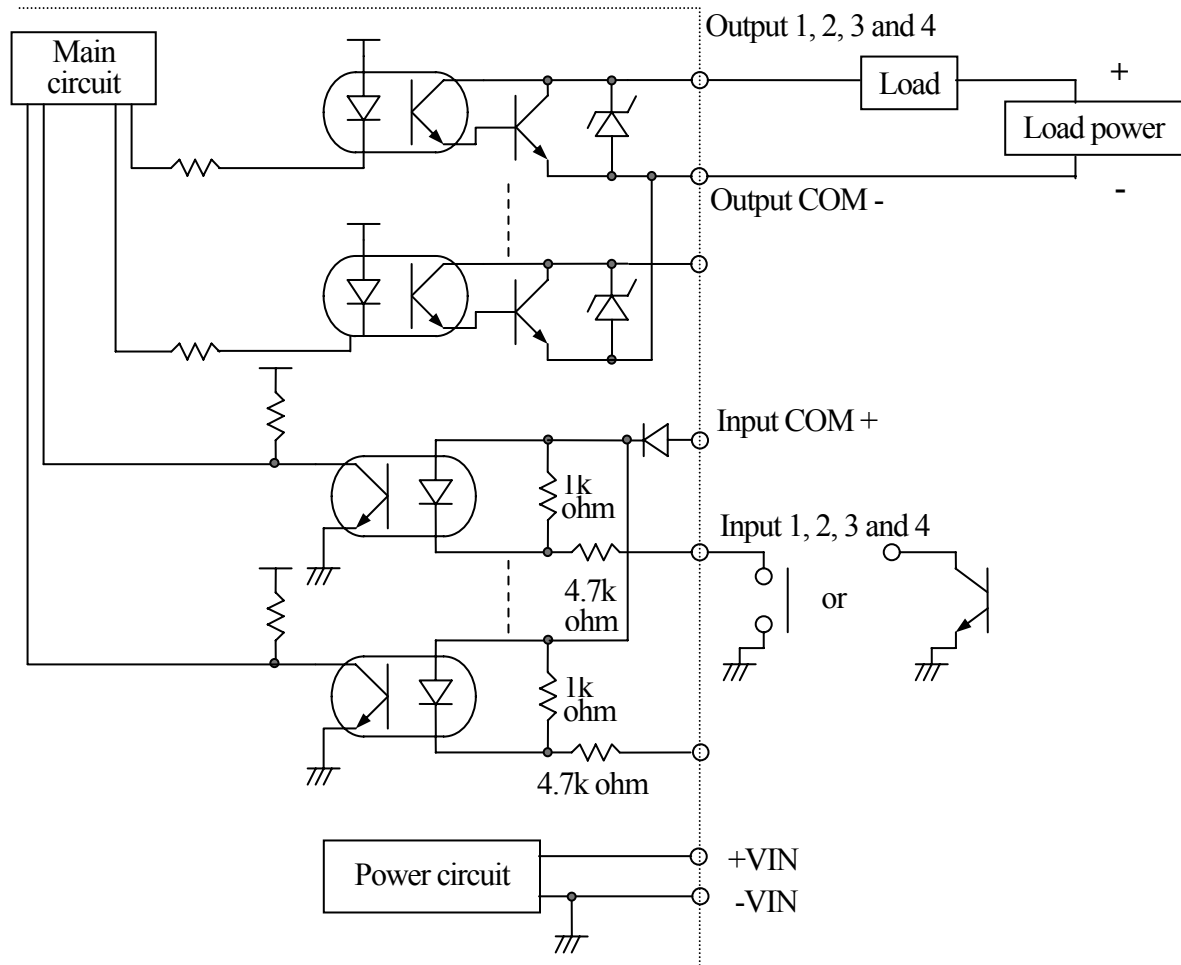 Output 1, 2, 3 and 4
Main
circuit
Load
+
Load power
-
Output COM -
Input COM +
1k
ohm
Input 1, 2, 3 and 4
4.7k
ohm
or
1k
ohm
4.7k ohm
Power circuit
+VIN
-VIN